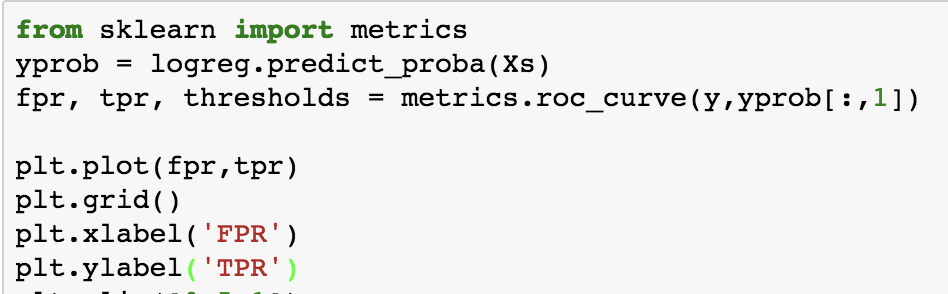 from sklearn import metrics
yprob = logreg.predict_proba(Xs)
fpr, tpr, thresholds = metrics.roc_curve(y,yprob[:,1])
plt.plot(fpr,tpr)
plt.grid()
plt.xlabel('FPR')
plt.ylabel('TPR')